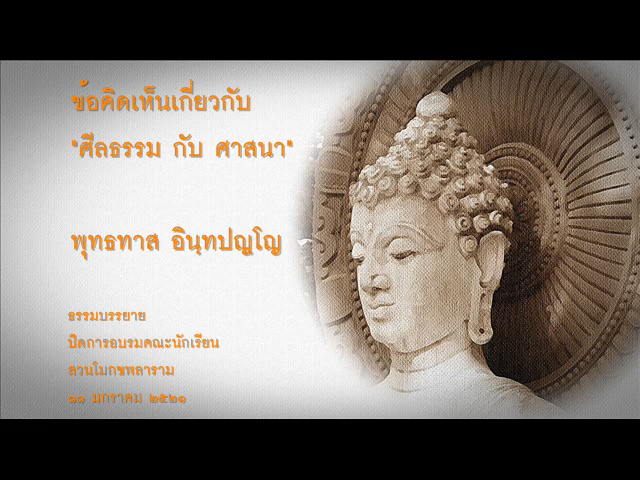 ข้อคิดเห็นเกี่ยวกับ
"ศีลธรรม กับ ศาสนา"
พุทธทาส อินฺทปญฺโญ
ธรรมบรรยาย
ปิดการอบรมคณะนักเรียน
สวนโมกขพลาราม
๑๑ มกราคม ๒๕๒๑